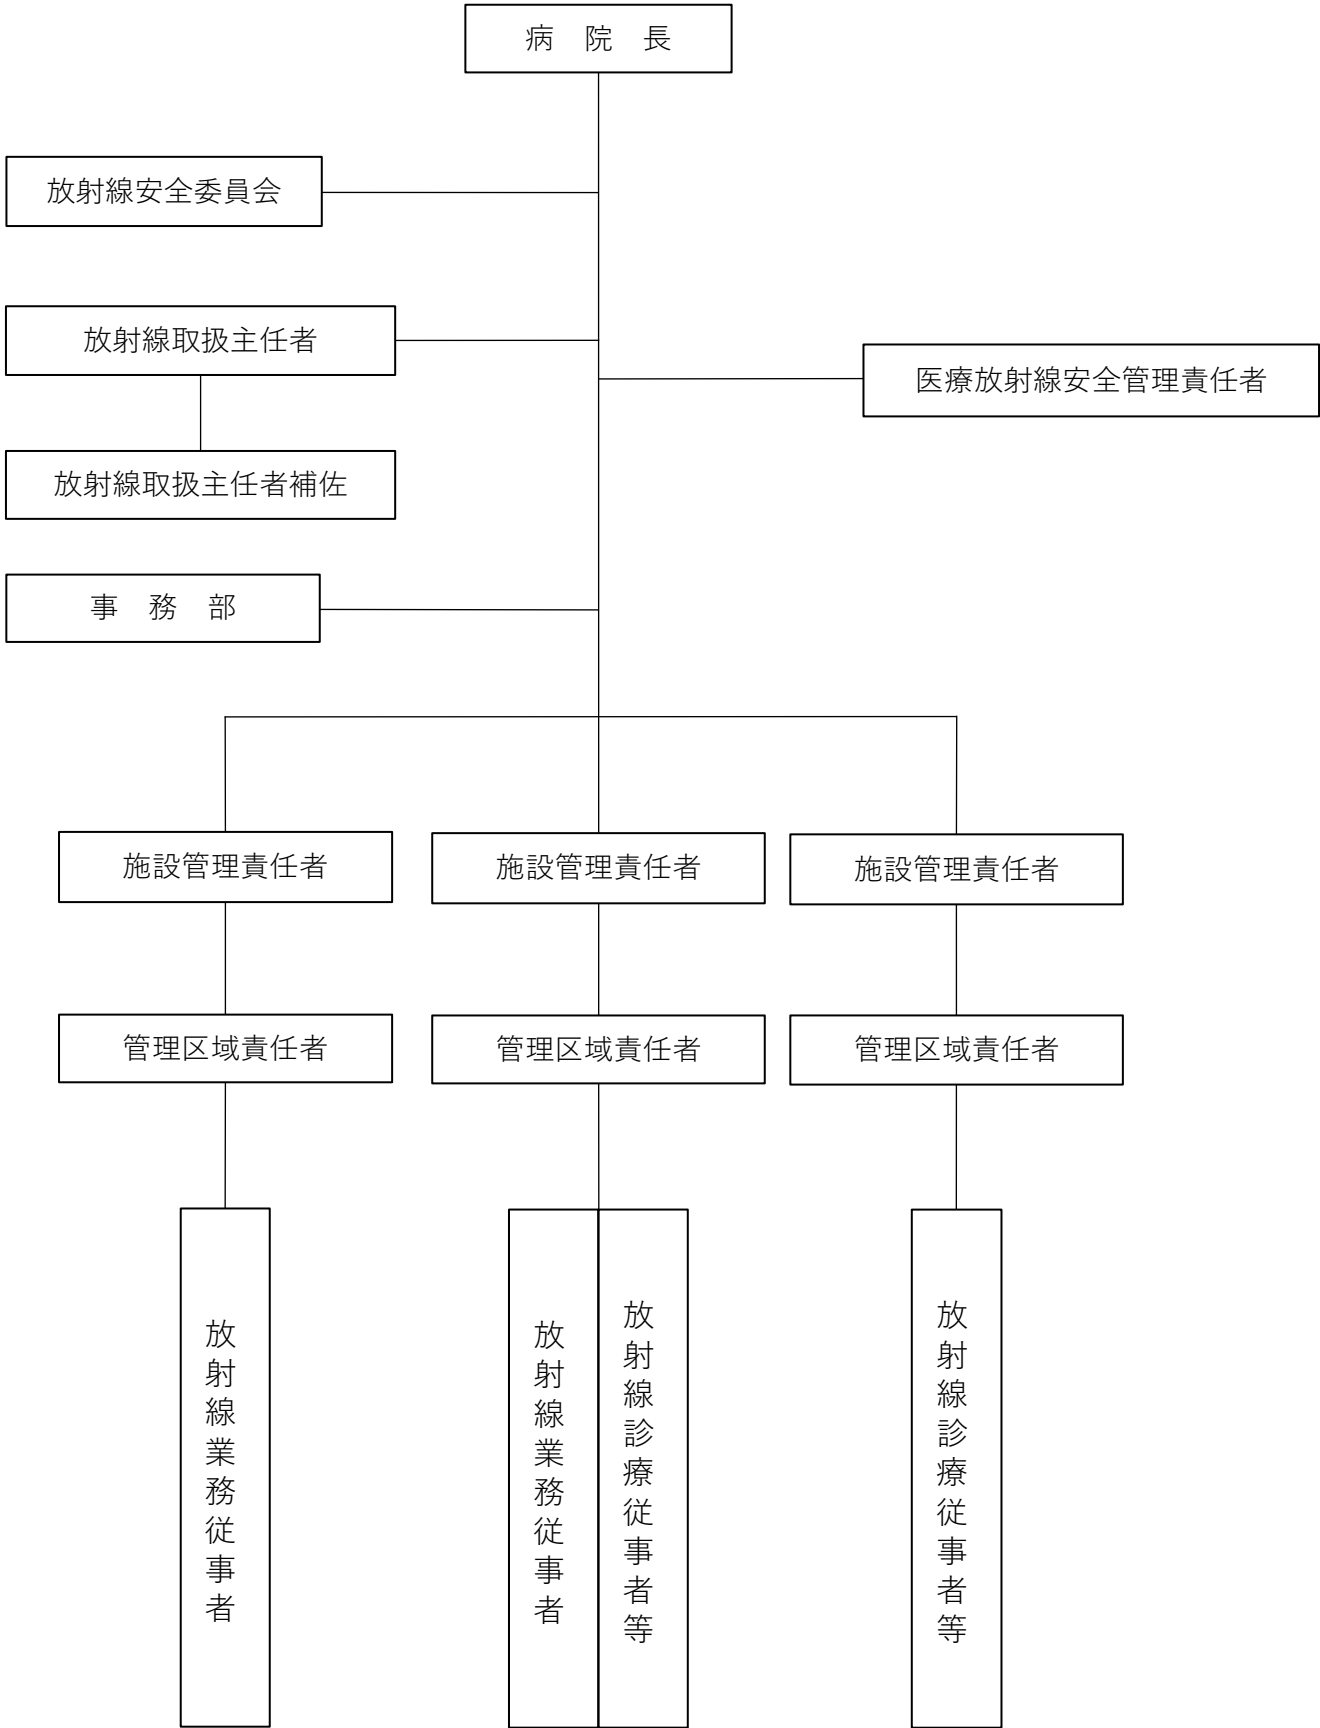 病　院　長
放射線安全委員会
放射線取扱主任者
医療放射線安全管理責任者
放射線取扱主任者補佐
事　務　部
施設管理責任者
施設管理責任者
施設管理責任者
管理区域責任者
管理区域責任者
管理区域責任者
放射線業務従事者
放射線業務従事者
放射線診療従事者等
放射線診療従事者等